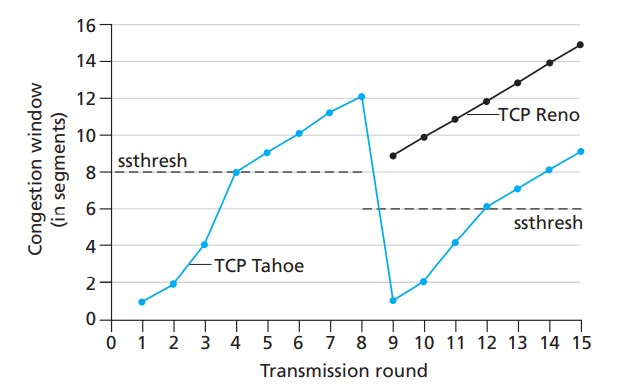 Congestion window
(in segments)
16
14
12
10
8
6
4
2
0
ssthresh
TCP Reno
ssthresh
TCP Tahoe
0 1 2 3 4 5 6 7 8 9 10 11 12 13 14 15
Transmission round